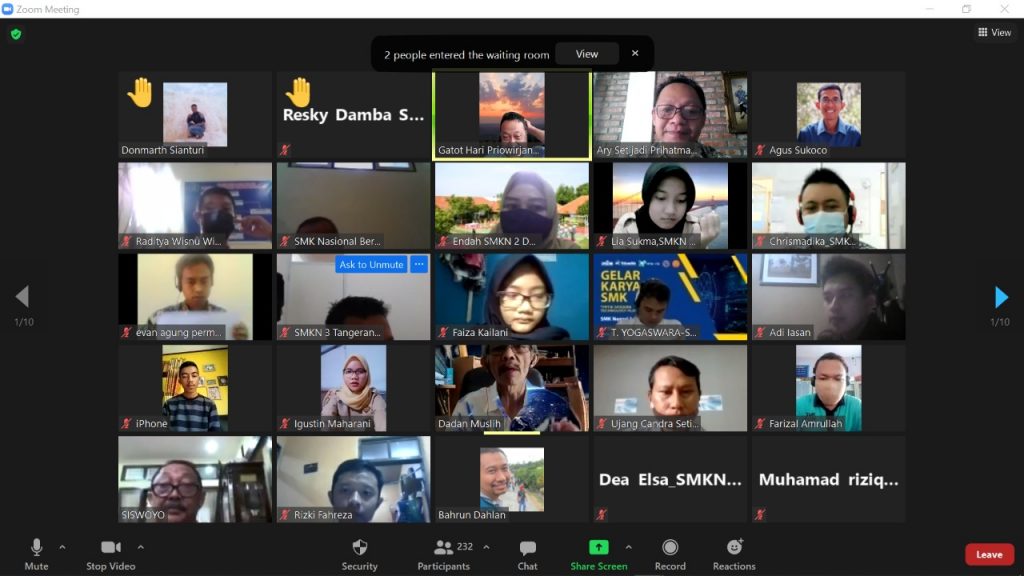 Zoom Meeting
View
2 people entered the waiting room
View
Donmarth Sianturi
Resky Damba S...
Gatot Hari Priowirjan...
Ary Setijadi Prihatma...
Agus Sukoco
Raditya Wisnu Wi...
SMK Nasional Ber...
Endah SMKN 2 D...
Lia Sukma,SMKN ...
Chrismadika_SMK...
evan agung perm...
Ask to Unmute ...
SMKN 3 Tangeran...
Faiza Kailani
GELAR
KARYA
SMK
T. YOGASWARA-S...
Adi Iasan
1/10
1/10
iPhone
Igustin Maharani
Dadan Muslih
Ujang Candra Seti...
Farizal Amrullah
SISWOYO
Rizki Fahreza
Bahrun Dahlan
Dea Elsa_SMKN...
Muhamad riziq...
Mute
Stop Video
Security
232
Participants
Chat
Share Screen
Record
Reactions
Leave